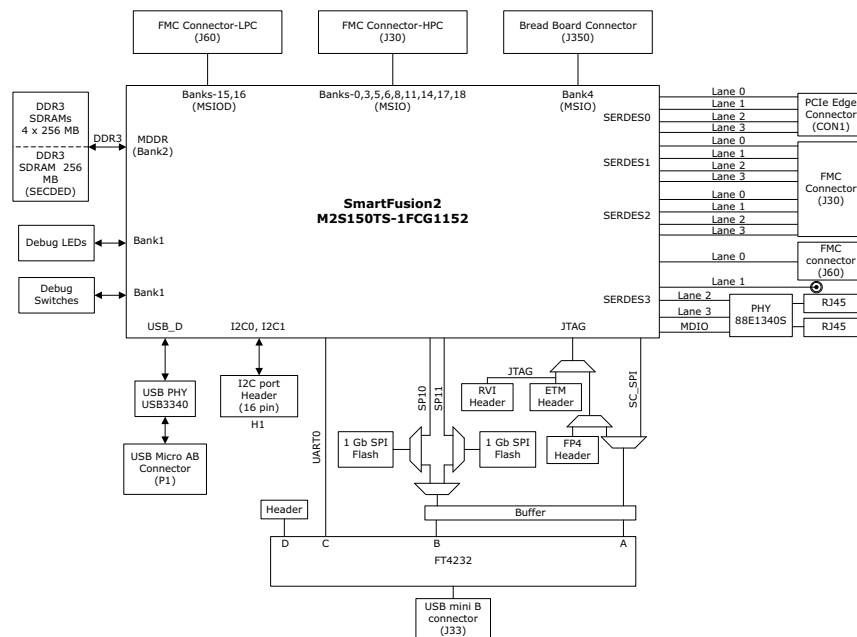 FMC Connector-LPC
(J60)
FMC Connector-HPC
(J30)
Bread Board Connector
(J350)
Banks-15,16
(MSIOD)
Banks-0,3,5,6,8,11,14,17,18
(MSIO)
Bank4
(MSIO)
DDR3
SDRAMs
4 x 256 MB
DDR3
SDRAM 256
MB
(SECDED)
DDR3
MDDR
(Bank2)
SERDES0
Lane 0
Lane 1
Lane 2
Lane 3
PCIe Edge
Connector
(CON1)
SERDES1
Lane 0
Lane 1
Lane 2
Lane 3
FMC
Connector
(J30)
SmartFusion2
M2S150TS-1FCG1152
SERDES2
Lane 0
Lane 1
Lane 2
Lane 3
Debug LEDs
Bank1
Lane 0
FMC
connector
(J60)
Debug
Switches
Bank1
SERDES3
Lane 1
Lane 2
Lane 3
MDIO
PHY
88E1340S
RJ45
RJ45
USB_D
I2C0, I2C1
JTAG
USB PHY
USB3340
I2C port
Header
(16 pin)
H1
UART0
SP10
SP11
JTAG
RVI
Header
ETM
Header
SC_SPI
USB Micro AB
Connector
(P1)
1 Gb SPI
Flash
1 Gb SPI
Flash
FP4
Header
Header
Buffer
D
C
B
A
FT4232
USB mini B
connector
(J33)